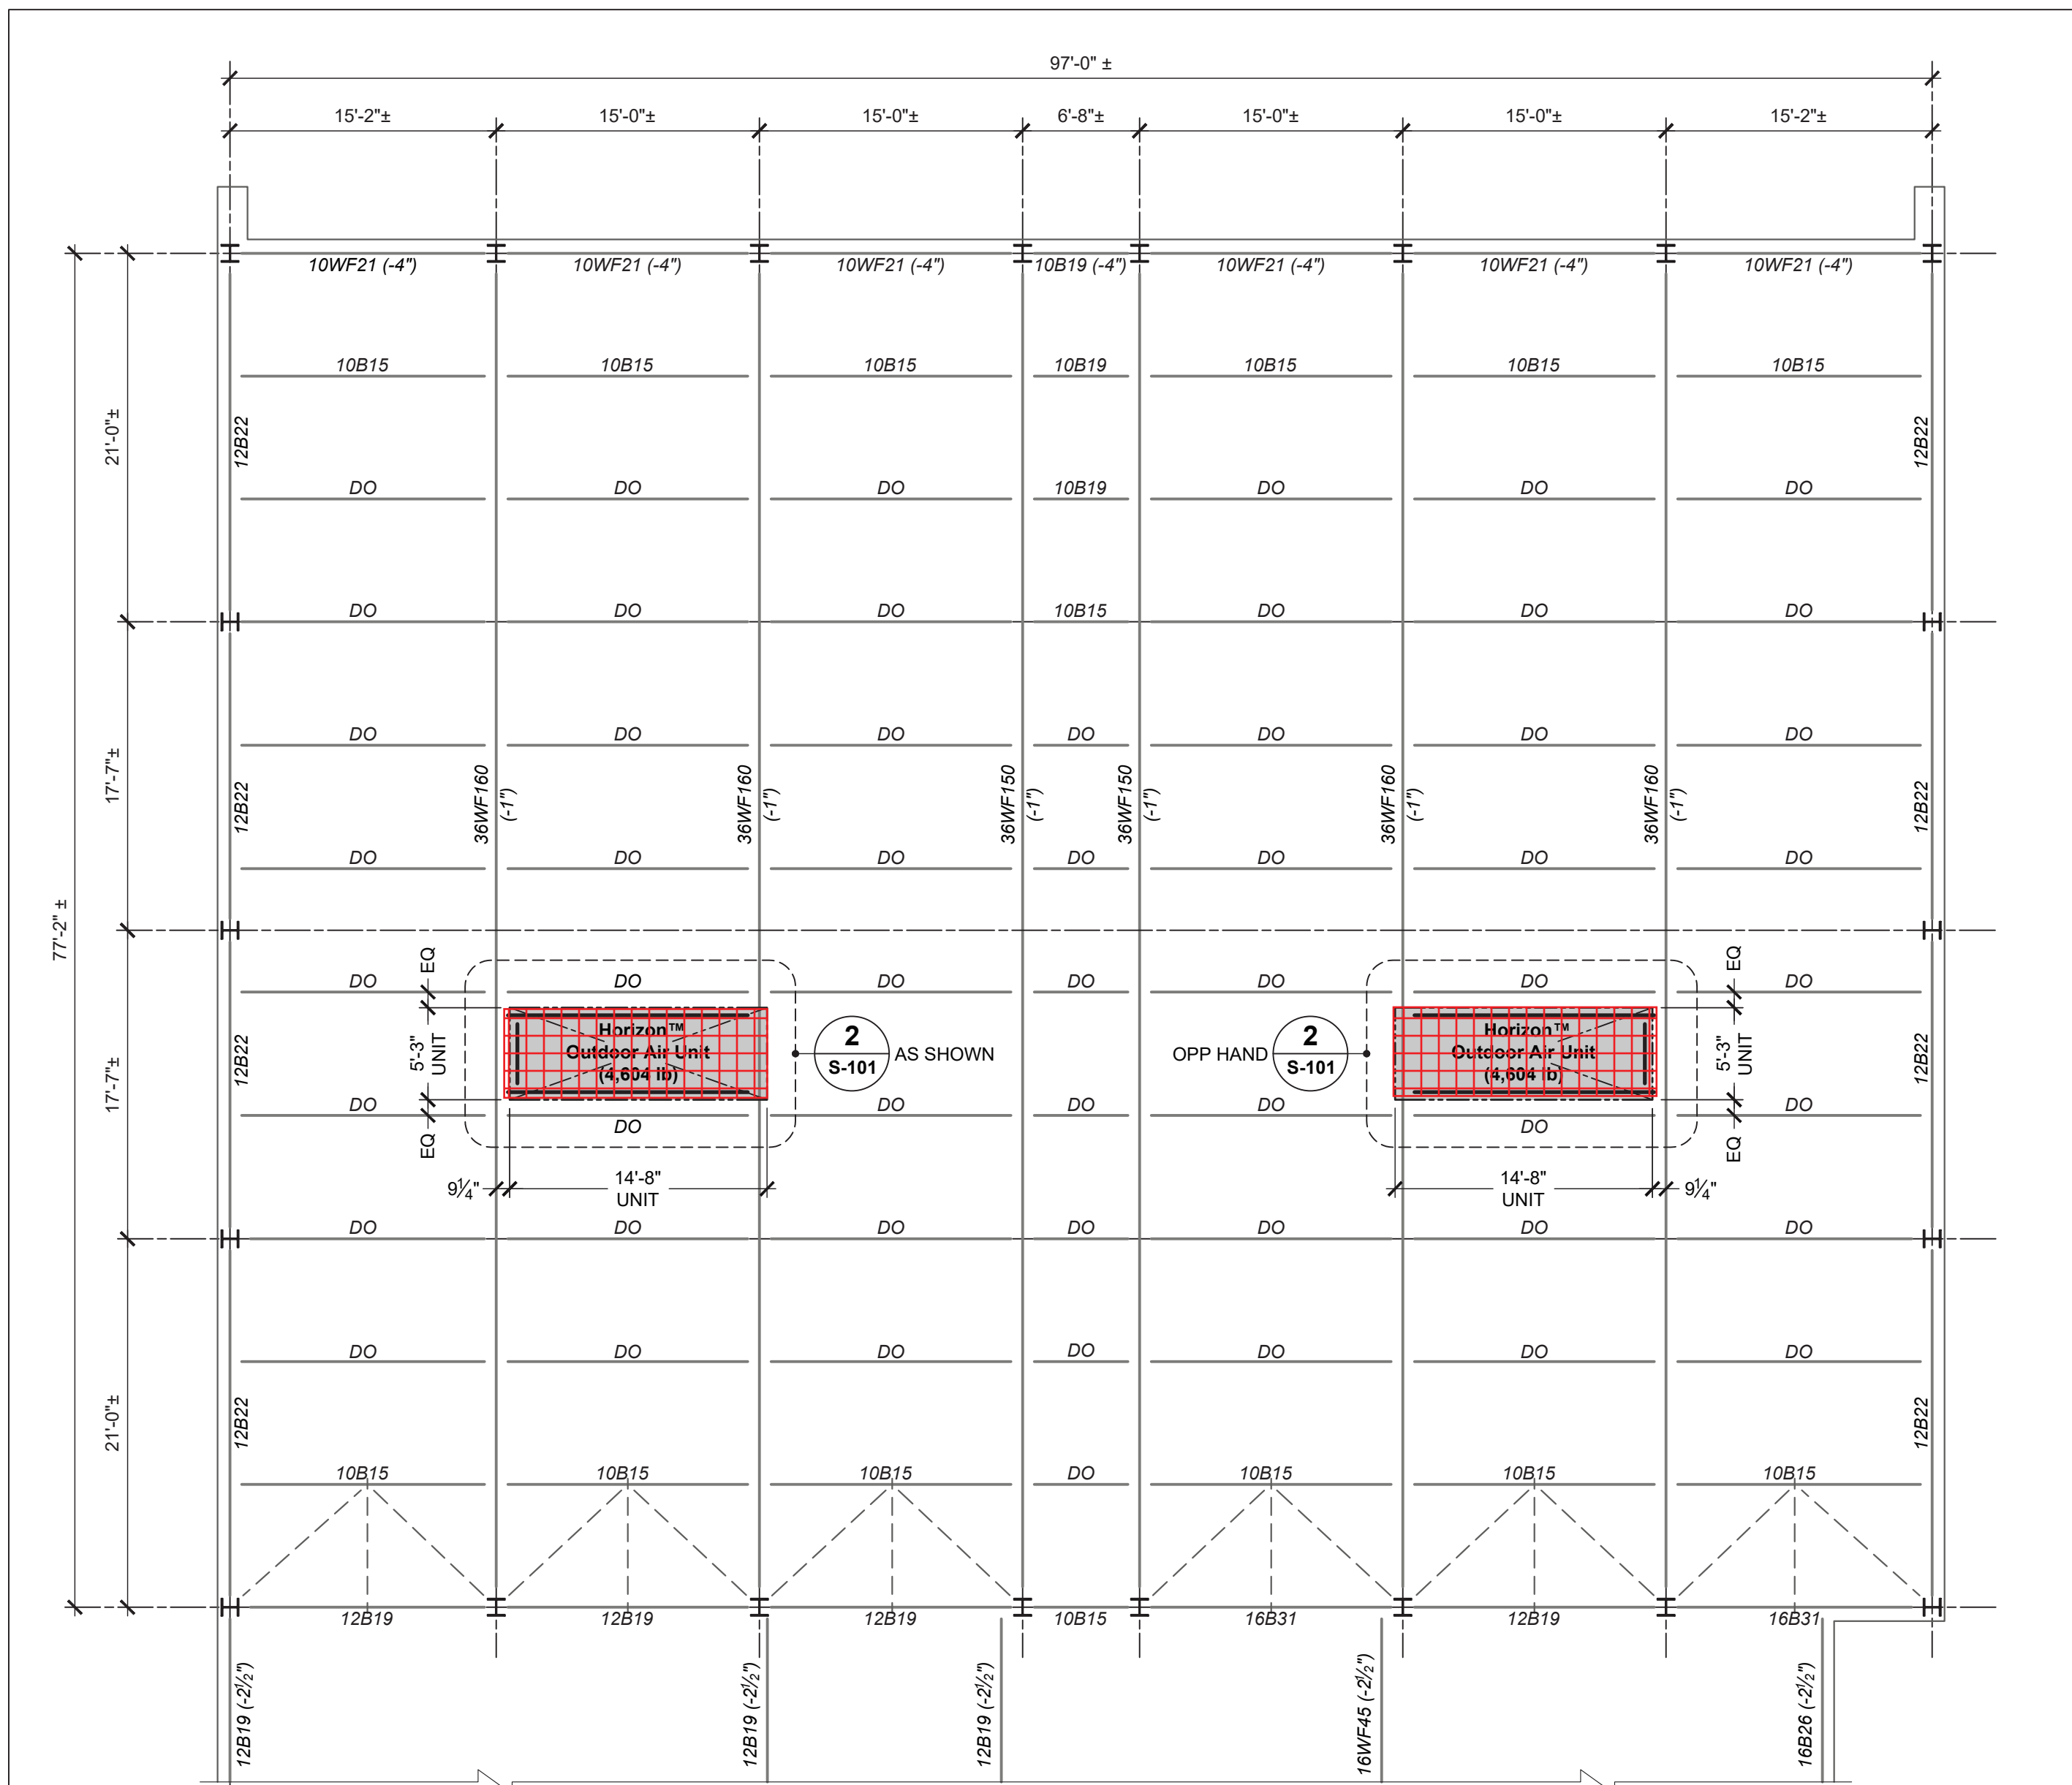 97'-0" ±
15'-2"± 15'-0"± 15'-0"± 6'-8"± 15'-0"± 15'-0"± 15'-2"±
10WF21 (-4") 10WF21 (-4") 10WF21 (-4") 10B19 (-4") 10WF21 (-4") 10WF21 (-4") 10WF21 (-4")
10B15 10B15 10B15 10B19 10B15 10B15 10B15
21'-0"± 12B22 12B22
DO DO DO 10B19 DO DO DO
DO DO DO 10B15 DO DO DO
DO DO DO DO DO DO DO
17'-7"± 12B22 36WF160 (-1") 36WF160 (-1") 36WF150 (-1") 36WF150 (-1") 36WF160 (-1") 36WF160 (-1") 12B22
DO DO DO DO DO DO DO
77'-2" ±
EQ EQ
DO DO DO DO DO DO DO
Horizon™ Horizon™
Outdoor Air Unit Outdoor Air Unit
(4,604 lb) (4,604 lb)
17'-7"± 12B22 5'-3" UNIT 5'-3" UNIT 12B22
2 AS SHOWN OPP HAND 2
S-101 S-101
DO DO DO DO DO DO DO
EQ EQ
9¼" 14'-8" 14'-8" 9¼"
UNIT UNIT
DO DO DO DO DO DO DO
DO DO DO DO DO DO DO
21'-0"± 12B22 12B22
10B15 10B15 10B15 DO 10B15 10B15 10B15
12B19 12B19 12B19 10B15 16B31 12B19 16B31
12B19 (-2½") 12B19 (-2½") 12B19 (-2½") 16WF45 (-2½") 16B26 (-2½")